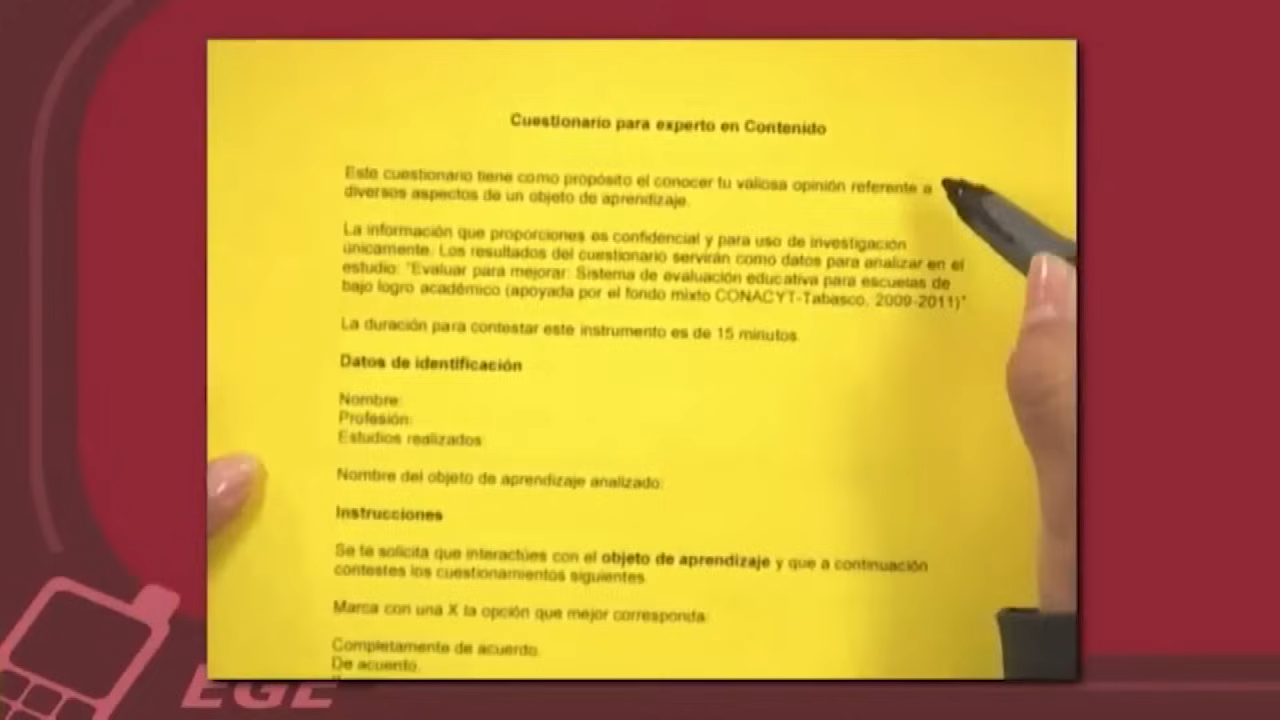 Cuestionario para experto en Contenido
Este cuestionario tiene como propósito el conocer tu valiosa opinión referente a
diversos aspectos de un objeto de aprendizaje.
La información que proporciones es confidencial y para uso de investigación
únicamente. Los resultados del cuestionario servirán como datos para analizar en el
estudio: "Evaluar para mejorar: Sistema de evaluación educativa para escuelas de
bajo logro académico (apoyada por el fondo mixto CONACYT-Tabasco, 2009-2011)"
La duración para contestar este instrumento es de 15 minutos.
Datos de identificación
Nombre:
Profesión:
Estudios realizados:
Nombre del objeto de aprendizaje analizado:
Instrucciones
Se te solicita que interactúes con el objeto de aprendizaje y que a continuación
contestes los cuestionamientos siguientes.
Marca con una X la opción que mejor corresponda:
Completamente de acuerdo.
De acuerdo.
EGE